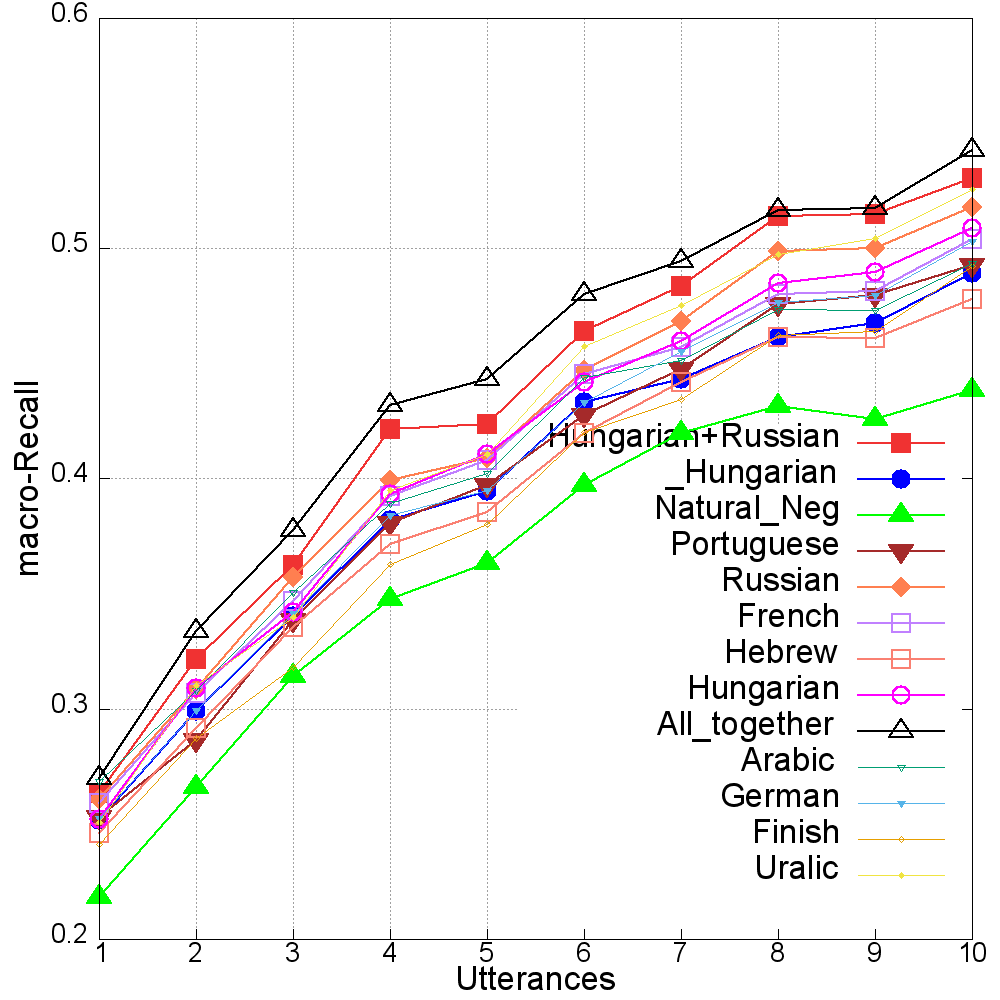 0.6
0.5
0.4
0.3
0.2
macro-Recall
Hungarian+Russian
_Hungarian
Natural_Neg
Portuguese
Russian
French
Hebrew
Hungarian
All_together
Arabic
German
Finish
Uralic
1 2 3 4 5 6 7 8 9 10
Utterances